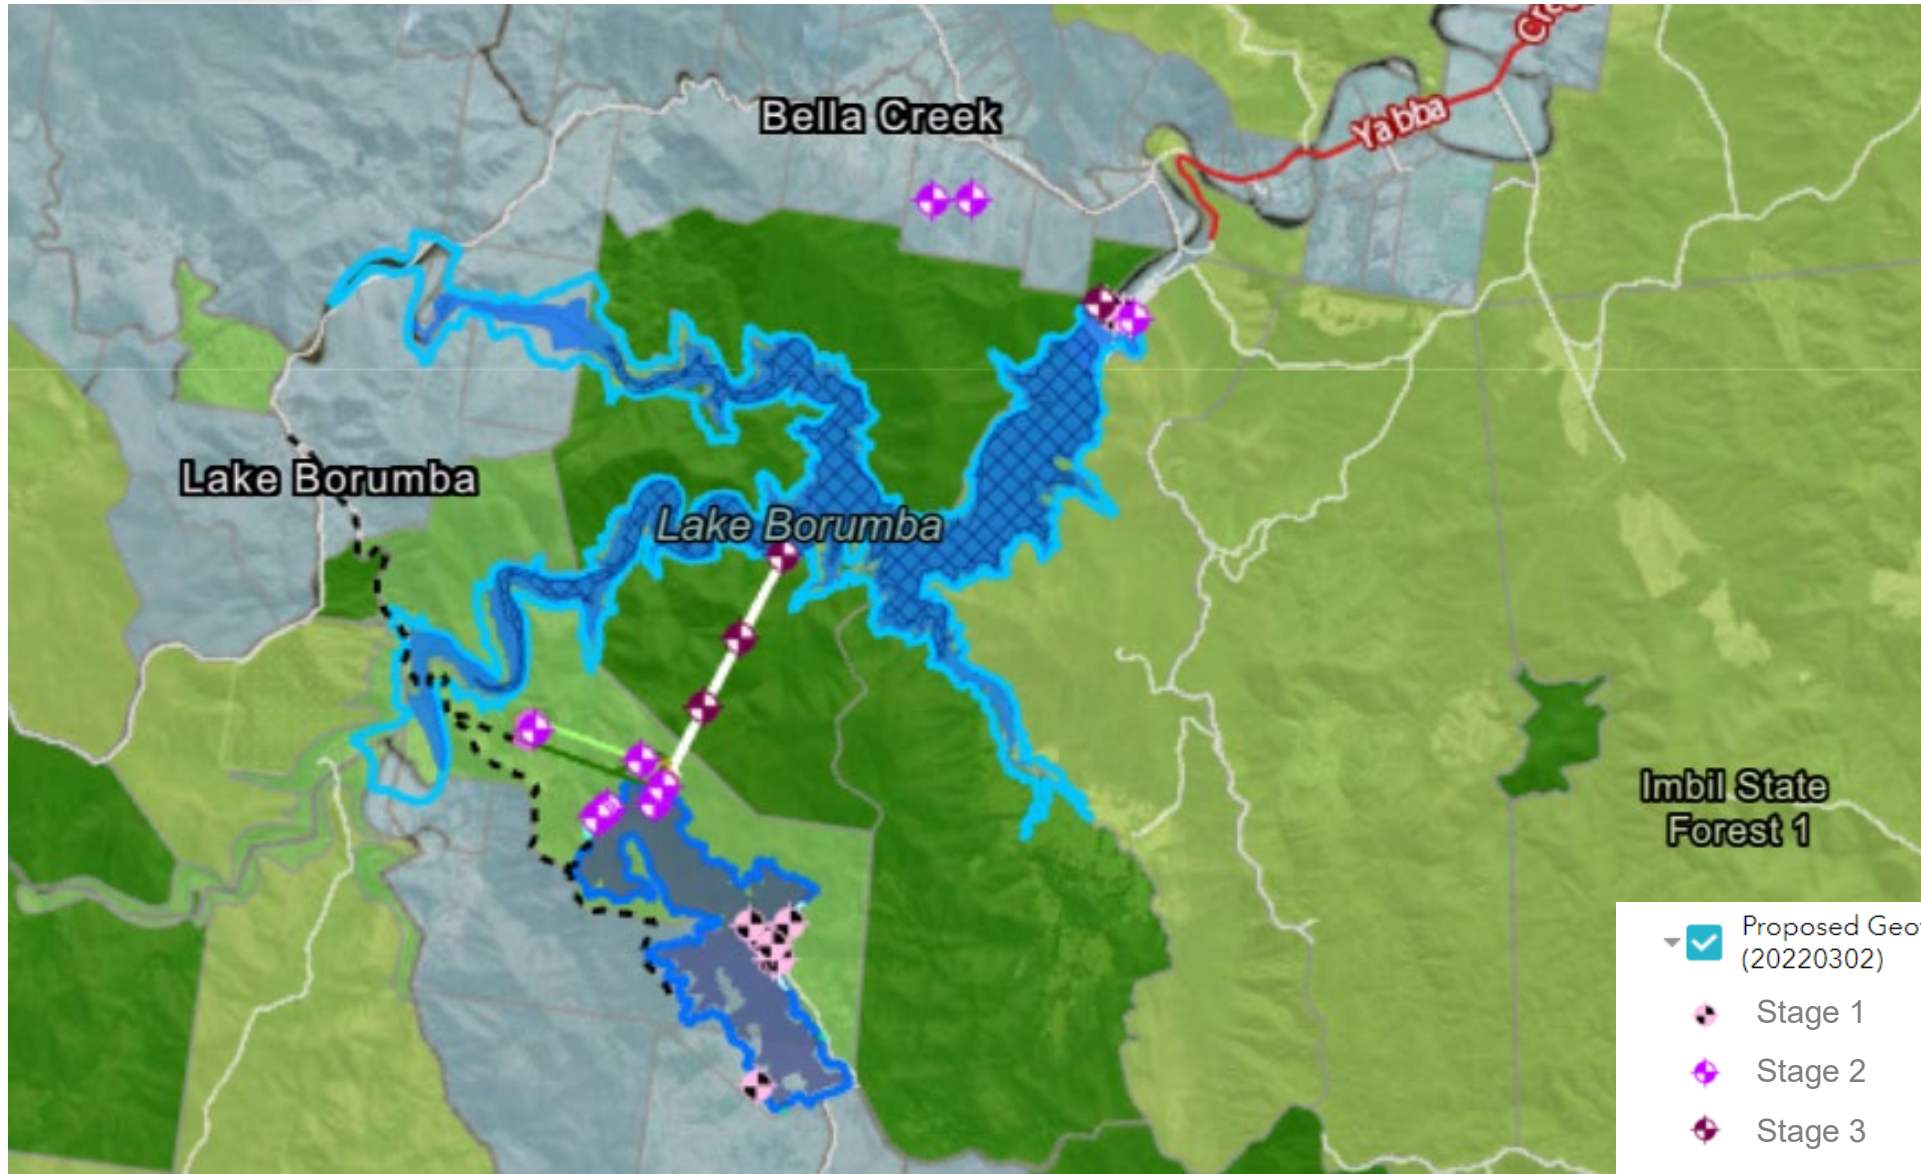 Cre
Bella Creek
Yabba
Lake Borumba
Lake Borumba
Imbil State
Forest 1
Proposed Geo
(20220302)
Stage 1
Stage 2
Stage 3